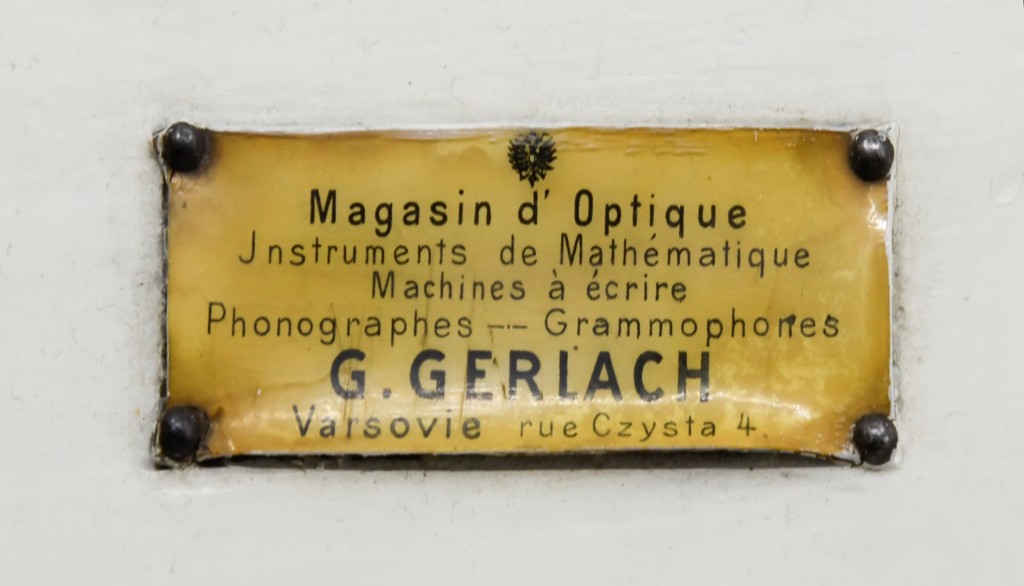 Magasin d' Optique
Jnstruments de Mathématique
Machines à écrire
Phonographes -- Grammophones
G. GERLACH
Varsovie rue Czysta 4